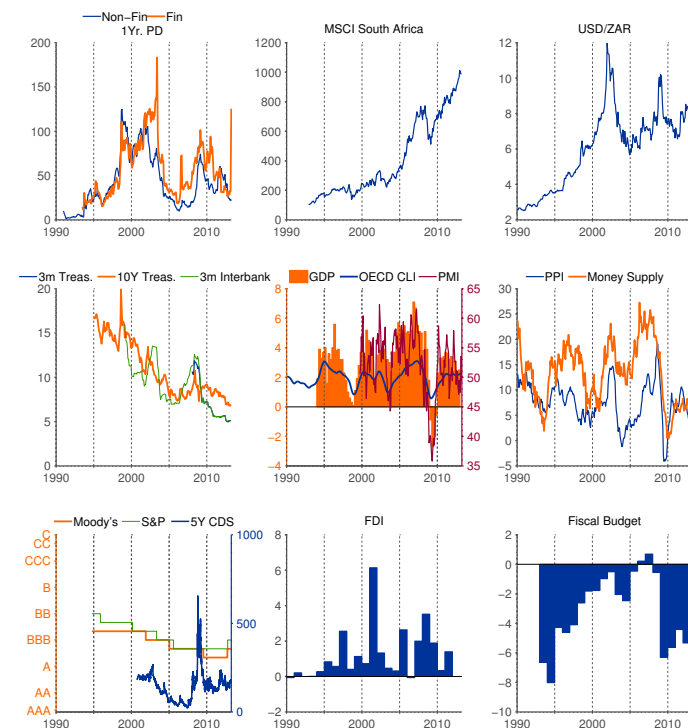 Non−Fin Fin
1Yr. PD MSCI South Africa USD/ZAR
200 1200 12
150 1000 10
100 800 8
50 600 6
0 400 4
200 2
0
1990 2000 2010 1990 2000 2010 1990 2000 2010
3m Treas. 10Y Treas. 3m Interbank GDP OECD CLI PMI PPI Money Supply
20 8 65 30
15 6 60 25
10 4 55 20
5 2 50 15
0 0 45 10
−2 40 5
−4 35 0
−5
1990 2000 2010 1990 2000 2010 1990 2000 2010
Moody's S&P 5Y CDS FDI Fiscal Budget
C 1000 8 2
CC 500 6 0
CCC 0 4 −2
B 2 −4
BB 0 −6
BBB −2 −8
A −10
AA
AAA
1990 2000 2010 1990 2000 2010 1990 2000 2010